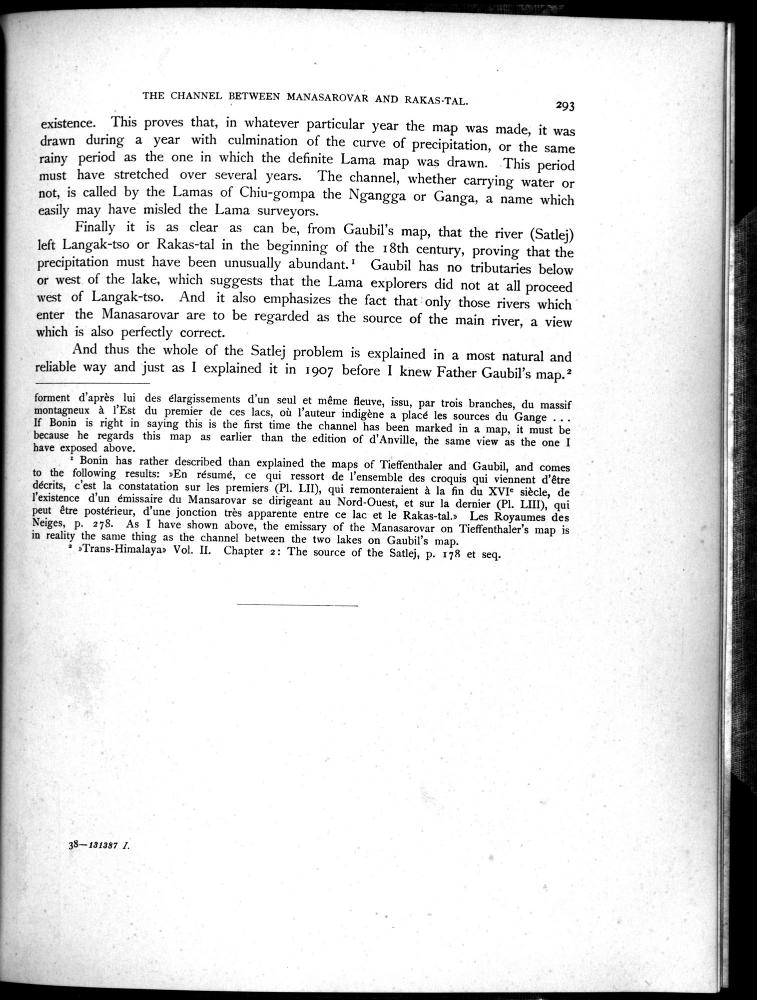 THE CHANNEL BETWEEN MANASAROVAR AND RAKAS-TAL. 293
existence. This proves that, in whatever particular year the map was made, it was
drawn during a year with culmination of the curve of precipitation, or the same
rainy period as the one in which the definite Lama map was drawn. This period
must have stretched over several years. The channel, whether carrying water or
not, is called by the Lamas of Chiu-gompa the Ngangga or Ganga, a name which
easily may have misled the Lama surveyors.
Finally it is as clear as can be, from Gaubil's map, that the river (Satlej)
left Langak-tso or Rakas-tal in the beginning of the 18th century, proving that the
precipitation must have been unusually abundant.¹ Gaubil has no tributaries below
or west of the lake, which suggests that the Lama explorers did not at all proceed
west of Langak-tso. And it also emphasizes the fact that only those rivers which
enter the Manasarovar are to be regarded as the source of the main river, a view
which is also perfectly correct.
And thus the whole of the Satlej problem is explained in a most natural and
reliable way and just as I explained it in 1907 before I knew Father Gaubil's map.²
forment d'après lui des élargissements d'un seul et même fleuve, issu, par trois branches, du massif
montagneux à l'Est du premier de ces lacs, où l'auteur indigène a placé les sources du Gange ...
If Bonin is right in saying this is the first time the channel has been marked in a map, it must be
because he regards this map as earlier than the edition of d'Anville, the same view as the one I
have exposed above.
¹ Bonin has rather described than explained the maps of Tieffenthaler and Gaubil, and comes
to the following results: »En résumé, ce qui ressort de l'ensemble des croquis qui viennent d'être
décrits, c'est la constatation sur les premiers (Pl. LII), qui remonteraient à la fin du XVIᵉ siècle, de
l'existence d'un émissaire du Mansarovar se dirigeant au Nord-Ouest, et sur la dernier (Pl. LIII), qui
peut être postérieur, d'une jonction très apparente entre ce lac et le Rakas-tal.» Les Royaumes des
Neiges, p. 278. As I have shown above, the emissary of the Manasarovar on Tieffenthaler's map is
in reality the same thing as the channel between the two lakes on Gaubil's map.
² »Trans-Himalaya» Vol. II. Chapter 2: The source of the Satlej, p. 178 et seq.
38—131387 I.